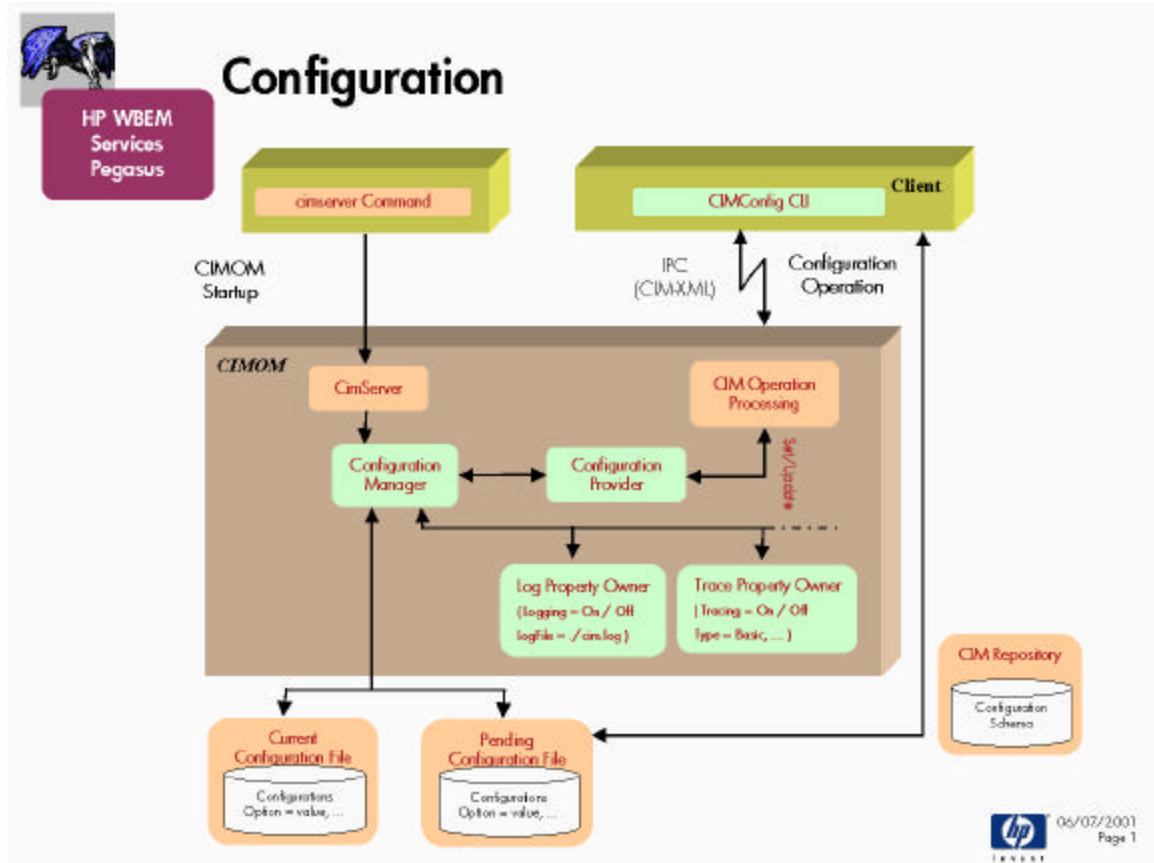 Configuration
HP WBEM
Services
Pegasus
cimserver Command
Client
CIMConfig CLI
CIMOM
Startup
IPC
(CIM-XML)
Configuration
Operation
CIMOM
CimServer
CIM Operation
Processing
Set/Update
Configuration
Manager
Configuration
Provider
Log Property Owner
(Logging = On / Off
logFile = ./cim.log )
Trace Property Owner
( Tracing = On / Off
Type = Basic, ... )
CIM Repository
Configuration
Schema
Current
Configuration File
Configurations
Option = value, ...
Pending
Configuration File
Configurations
Option = value, ...
hp
invent
06/07/2001
Page 1